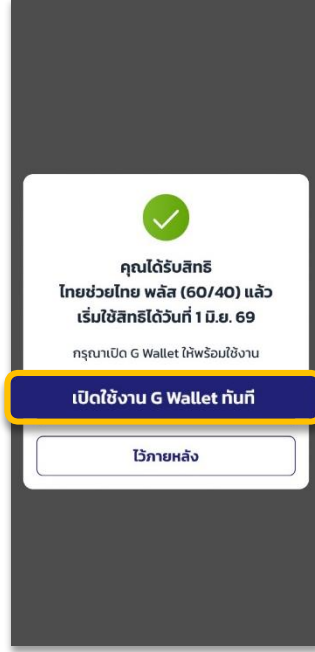 คุณได้รับสิทธิ
ไทยช่วยไทย พลัส (60/40) แล้ว
เริ่มใช้สิทธิได้วันที่ 1 มิ.ย. 69
กรุณาเปิด G Wallet ให้พร้อมใช้งาน
เปิดใช้งาน G Wallet ทันที
ไว้ภายหลัง